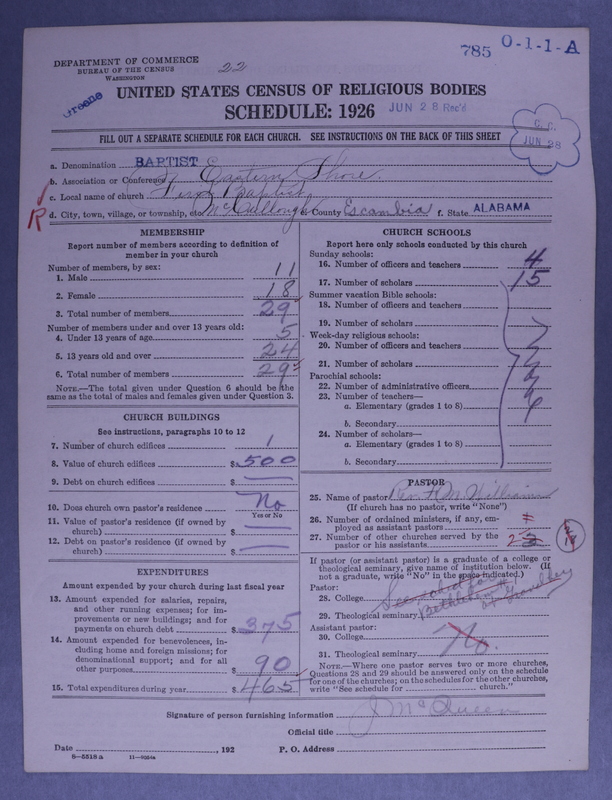 785 O-1-1-A
DEPARTMENT OF COMMERCE
BUREAU OF THE CENSUS
WASHINGTON
22
Greene
UNITED STATES CENSUS OF RELIGIOUS BODIES
SCHEDULE: 1926
JUN 28 Rec'd
C. C.
JUN 28
FILL OUT A SEPARATE SCHEDULE FOR EACH CHURCH. SEE INSTRUCTIONS ON THE BACK OF THIS SHEET
a. Denomination BAPTIST
b. Association or Conference Eastern Shore.
c. Local name of church First Baptist
R d. City, town, village, or township, etc McCullough e. County Escambia f. State ALABAMA
MEMBERSHIP
Report number of members according to definition of
member in your church
Number of members, by sex:
1. Male 11
2. Female 18
3. Total number of members 29
Number of members under and over 13 years old:
4. Under 13 years of age 5
5. 13 years old and over 24
6. Total number of members 29
NOTE.—The total given under Question 6 should be the
same as the total of males and females given under Question 3.
CHURCH BUILDINGS
See instructions, paragraphs 10 to 12
7. Number of church edifices 1
8. Value of church edifices $500
9. Debt on church edifices $
10. Does church own pastor's residence No
Yes or No
11. Value of pastor's residence (if owned by
church) $
12. Debt on pastor's residence (if owned by
church) $
EXPENDITURES
Amount expended by your church during last fiscal year
13. Amount expended for salaries, repairs,
and other running expenses; for im-
provements or new buildings; and for
payments on church debt $375
14. Amount expended for benevolences, in-
cluding home and foreign missions; for
denominational support; and for all
other purposes $90
15. Total expenditures during year $465
CHURCH SCHOOLS
Report here only schools conducted by this church
Sunday schools:
16. Number of officers and teachers 4
17. Number of scholars 15
Summer vacation Bible schools:
18. Number of officers and teachers
19. Number of scholars
Week-day religious schools:
20. Number of officers and teachers
21. Number of scholars
Parochial schools:
22. Number of administrative officers
23. Number of teachers—
a. Elementary (grades 1 to 8)
b. Secondary
24. Number of scholars—
a. Elementary (grades 1 to 8)
b. Secondary
PASTOR
25. Name of pastor Rev. Williams
(If church has no pastor, write "None")
26. Number of ordained ministers, if any, em-
ployed as assistant pastors
27. Number of other churches served by the
pastor or his assistants 2
If pastor (or assistant pastor) is a graduate of a college or
theological seminary, give name of institution below. (If
not a graduate, write "No" in the space indicated.)
Pastor:
28. College See sched for
29. Theological seminary Bethlehem
Assistant pastor:
30. College No.
31. Theological seminary
NOTE.—Where one pastor serves two or more churches,
Questions 28 and 29 should be answered only on the schedule
for one of the churches; on the schedules for the other churches,
write "See schedule for church."
Signature of person furnishing information J McQueen
Official title
Date , 192 P. O. Address
8-5518a 11-4034a